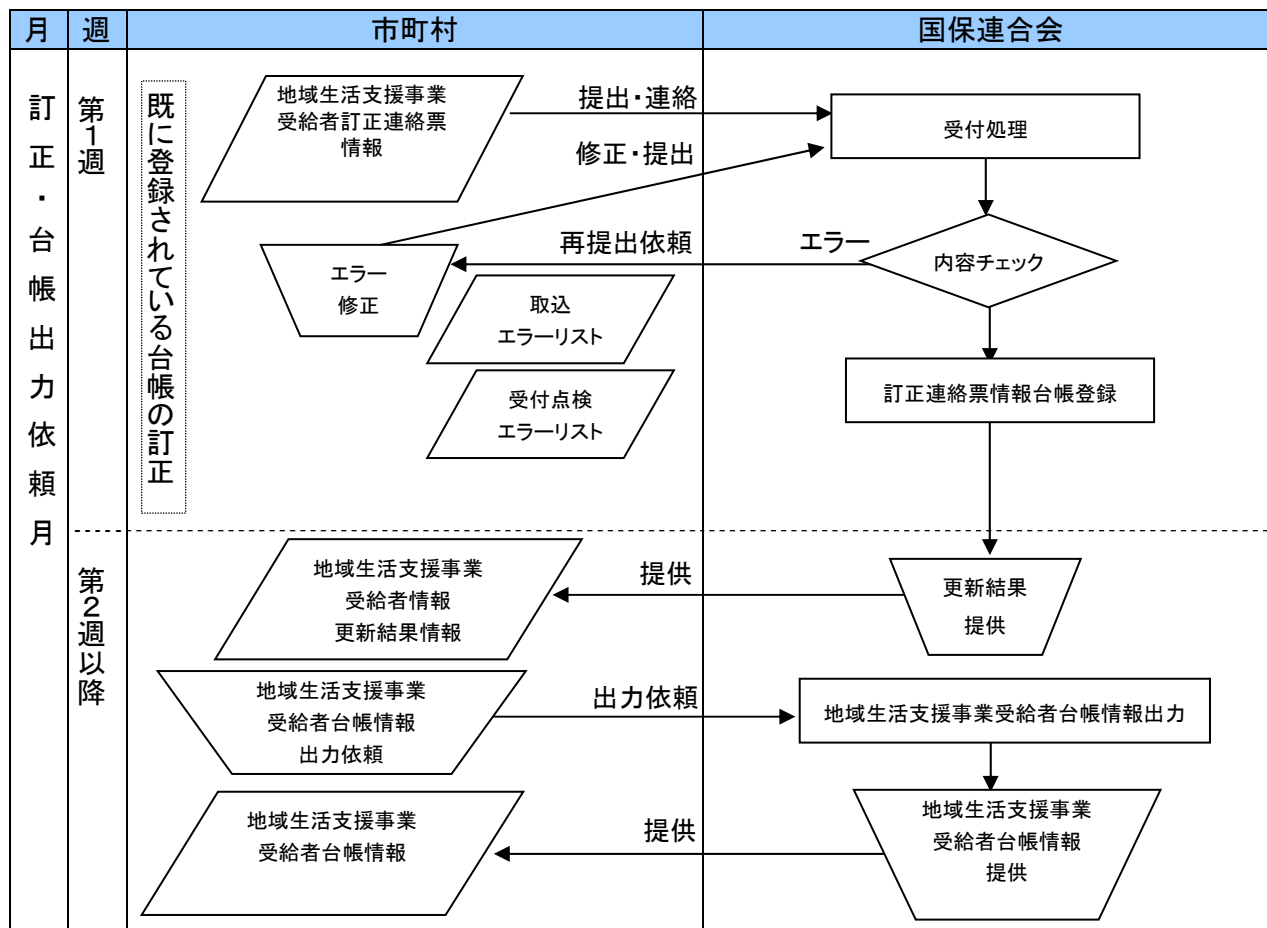 月
週
市町村
国保連合会
訂正・台帳出力依頼月
第1週
既に登録されている台帳の訂正
地域生活支援事業
受給者訂正連絡票
情報
提出・連絡
受付処理
修正・提出
エラー
修正
再提出依頼
エラー
内容チェック
取込
エラーリスト
受付点検
エラーリスト
訂正連絡票情報台帳登録
第2週以降
地域生活支援事業
受給者情報
更新結果情報
提供
更新結果
提供
地域生活支援事業
受給者台帳情報
出力依頼
出力依頼
地域生活支援事業受給者台帳情報出力
地域生活支援事業
受給者台帳情報
提供
地域生活支援事業
受給者台帳情報
提供